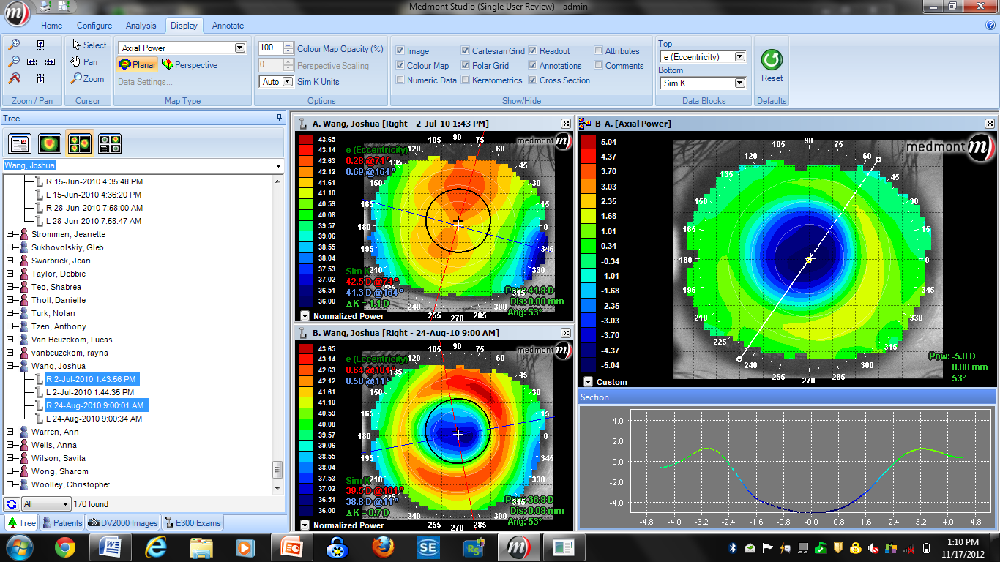 Medmont Studio (Single User Review) - admin
Home Configure Analysis Display Annotate
Select
Pan
Zoom
Zoom / Pan
Cursor
Axial Power
Planar Perspective
Data Settings...
Map Type
100 Colour Map Opacity (%)
0 Perspective Scaling
Auto Sim K Units
Options
Image Cartesian Grid Readout Attributes
Colour Map Polar Grid Annotations Comments
Numeric Data Keratometrics Cross Section
Show/Hide
Top
e (Eccentricity)
Bottom
Sim K
Data Blocks
Reset
Defaults
Tree
Wang, Joshua
R 15-Jun-2010 4:35:48 PM
L 15-Jun-2010 4:36:20 PM
R 28-Jun-2010 7:58:00 AM
L 28-Jun-2010 7:58:47 AM
Strommen, Jeanette
Sukhovolskiy, Gleb
Swarbrick, Jean
Taylor, Debbie
Teo, Shabrea
Tholl, Danielle
Turk, Nolan
Tzen, Anthony
Van Beuzekom, Lucas
vanbeuzekom, rayna
Wang, Joshua
R 2-Jul-2010 1:43:56 PM
L 2-Jul-2010 1:44:35 PM
R 24-Aug-2010 9:00:01 AM
L 24-Aug-2010 9:00:34 AM
Warren, Ann
Wells, Anna
Wilson, Savita
Wong, Sharom
Woolley, Christopher
All 170 found
Tree Patients DV2000 Images E300 Exams
A. Wang, Joshua [Right - 2-Jul-10 1:43 PM]
medmont
43.65
43.14
42.63
42.12
41.61
41.10
40.59
40.08
39.57
39.06
38.55
38.04
37.53
37.02
36.51
36.00
e (Eccentricity)
0.28 @74 °
0.69 @164 °
120 105 90 75 60
135 45
150 30
165 15
180 0
195 345
210 330
225 315
240 255 270 285 300
Sim K
42.5 D @74 °
41.3 D @164 °
ΔK = 1.1 D
Pow: 41.8 D
Dis: 0.08 mm
Ang: 53°
Normalized Power
B. Wang, Joshua [Right - 24-Aug-10 9:00 AM]
medmont
43.65
43.14
42.63
42.12
41.61
41.10
40.59
40.08
39.57
39.06
38.55
38.04
37.53
37.02
36.51
36.00
e (Eccentricity)
0.64 @101 °
0.58 @11 °
120 105 90 75 60
135 45
150 30
165 15
180 0
195 345
210 330
225 315
240 255 270 285 300
Sim K
39.5 D @101 °
38.8 D @11 °
ΔK = 0.7 D
Pow: 36.8 D
Dis: 0.08 mm
Ang: 53°
Normalized Power
B-A. [Axial Power]
medmont
5.04
4.37
3.70
3.03
2.35
1.68
1.01
0.34
-0.34
-1.01
-1.68
-2.35
-3.03
-3.70
-4.37
-5.04
120 105 90 75 60
135 45
150 30
165 15
180 0
195 345
210 330
225 315
240 255 270 285 300
Pow: -5.0 D
0.08 mm
53°
Custom
Section
4.0
2.0
0.0
-2.0
-4.0
-4.8 -4.0 -3.2 -2.4 -1.6 -0.8 -0.0 0.8 1.6 2.4 3.2 4.0 4.8
SE
RS
1:10 PM
11/17/2012